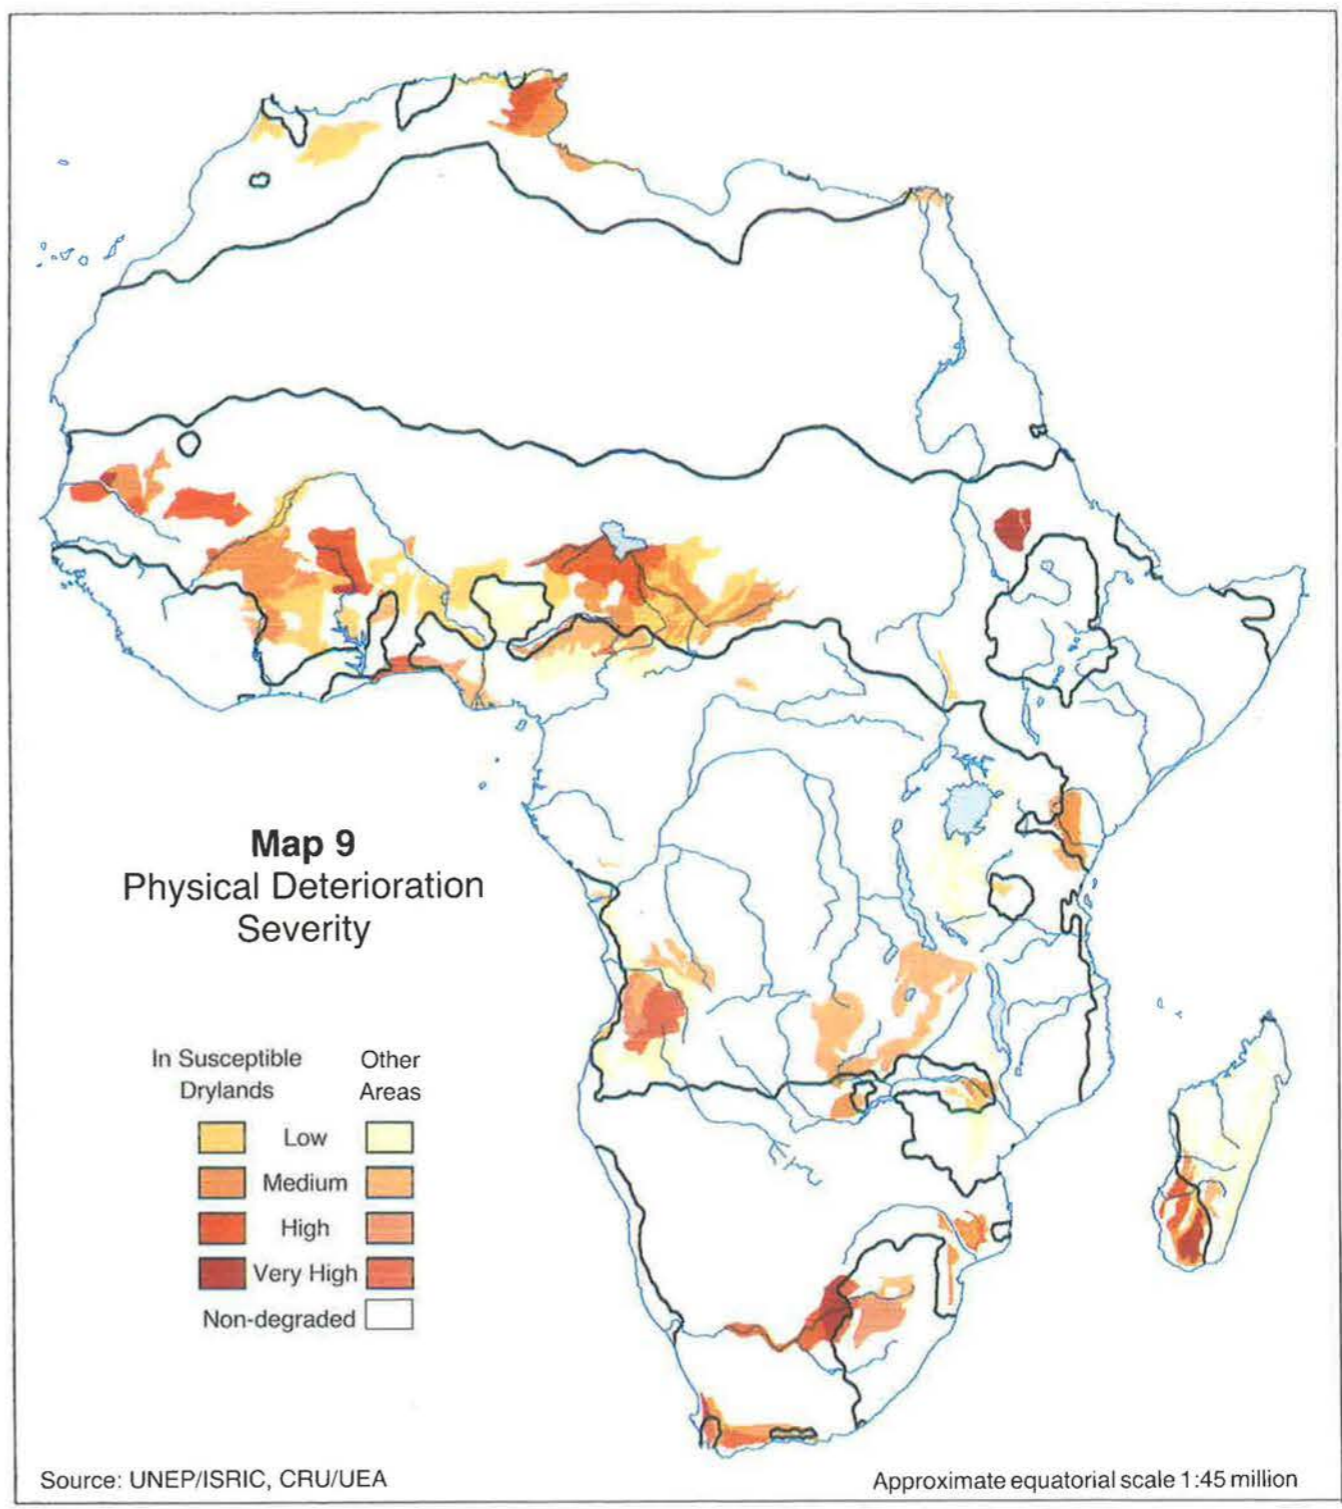 Map 9
Physical Deterioration
Severity
In Susceptible Other
Drylands Areas
Low
Medium
High
Very High
Non-degraded
Source: UNEP/ISRIC, CRU/UEA
Approximate equatorial scale 1:45 million